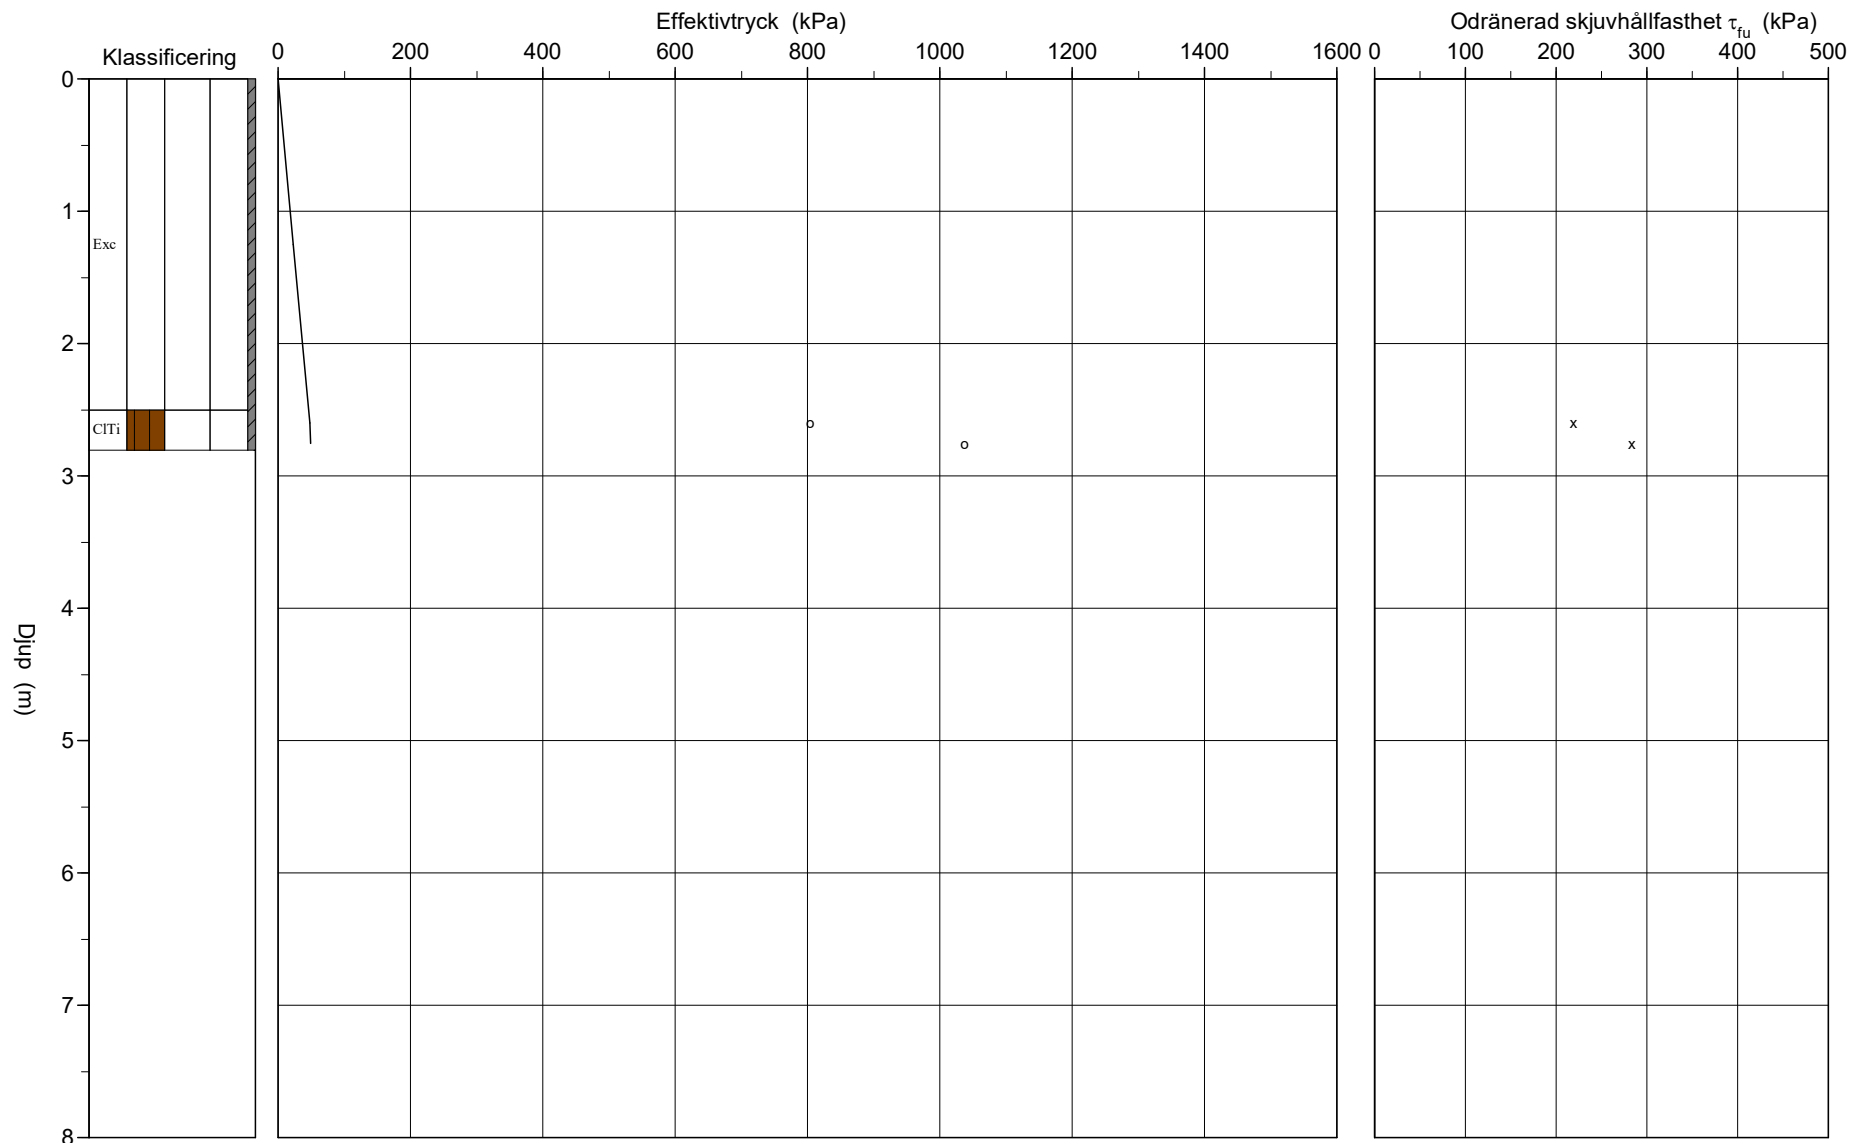 Effektivtryck (kPa)
Odränerad skjuvhållfasthet τfu (kPa)
Klassificering
0 200 400 600 800 1000 1200 1400 1600
0 100 200 300 400 500
0
1
Exc
2
ClTi
o
x
o
x
3
4
Djup (m)
5
6
7
8